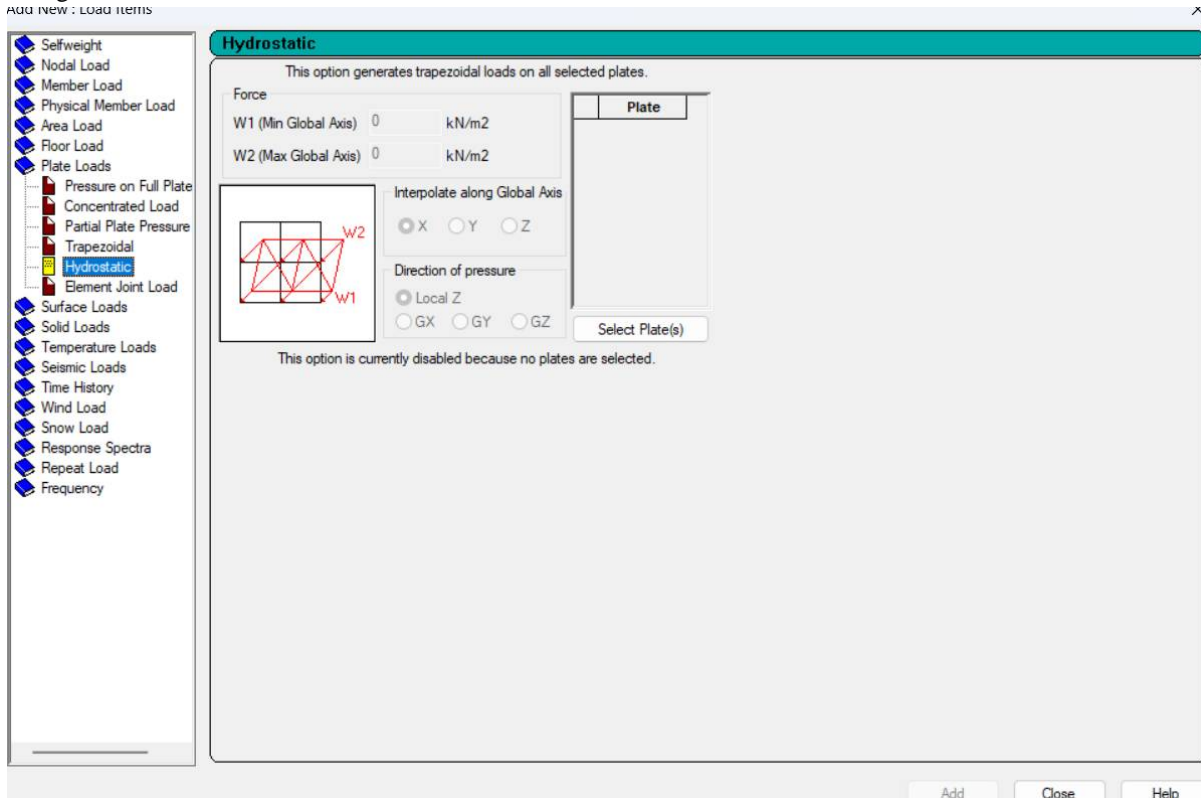 Add New : Load Items
Selfweight
Nodal Load
Member Load
Physical Member Load
Area Load
Floor Load
Plate Loads
Pressure on Full Plate
Concentrated Load
Partial Plate Pressure
Trapezoidal
Hydrostatic
Element Joint Load
Surface Loads
Solid Loads
Temperature Loads
Seismic Loads
Time History
Wind Load
Snow Load
Response Spectra
Repeat Load
Frequency
Hydrostatic
This option generates trapezoidal loads on all selected plates.
Force
W1 (Min Global Axis) 0 kN/m2
W2 (Max Global Axis) 0 kN/m2
W2
W1
Interpolate along Global Axis
X Y Z
Direction of pressure
Local Z
GX GY GZ
Plate
Select Plate(s)
This option is currently disabled because no plates are selected.
Add Close Help